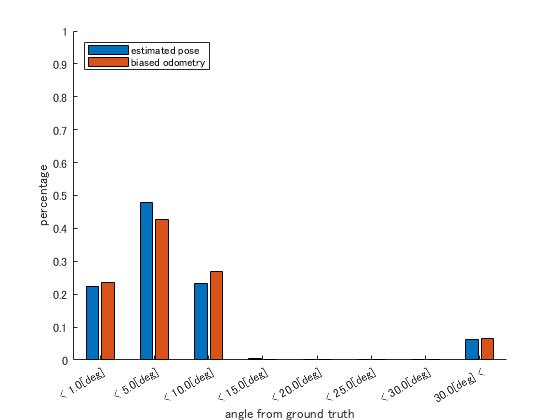 1
0.9
0.8
0.7
0.6
0.5
0.4
0.3
0.2
0.1
0
percentage
estimated pose
biased odometry
< 1.0[deg]
< 5.0[deg]
< 10.0[deg]
< 15.0[deg]
< 20.0[deg]
< 25.0[deg]
< 30.0[deg]
30.0[deg] <
angle from ground truth